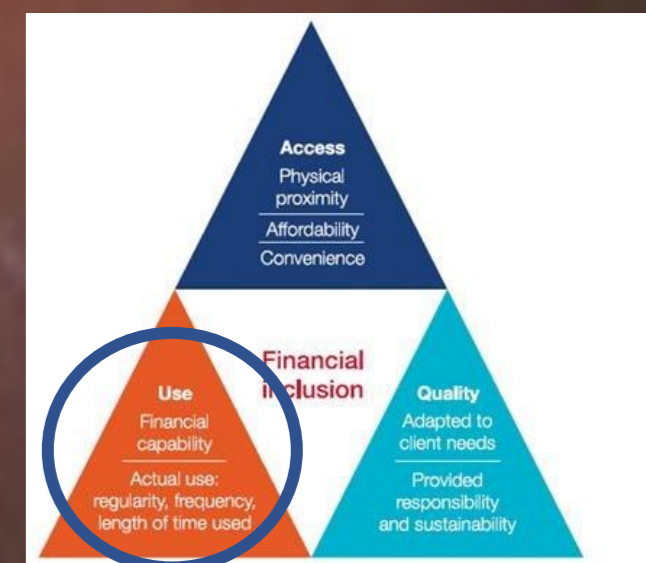 Access
Physical
proximity
Affordability
Convenience
Financial
inclusion
Use
Financial
capability
Actual use:
regularity, frequency,
length of time used
Quality
Adapted to
client needs
Provided
responsibility
and sustainability